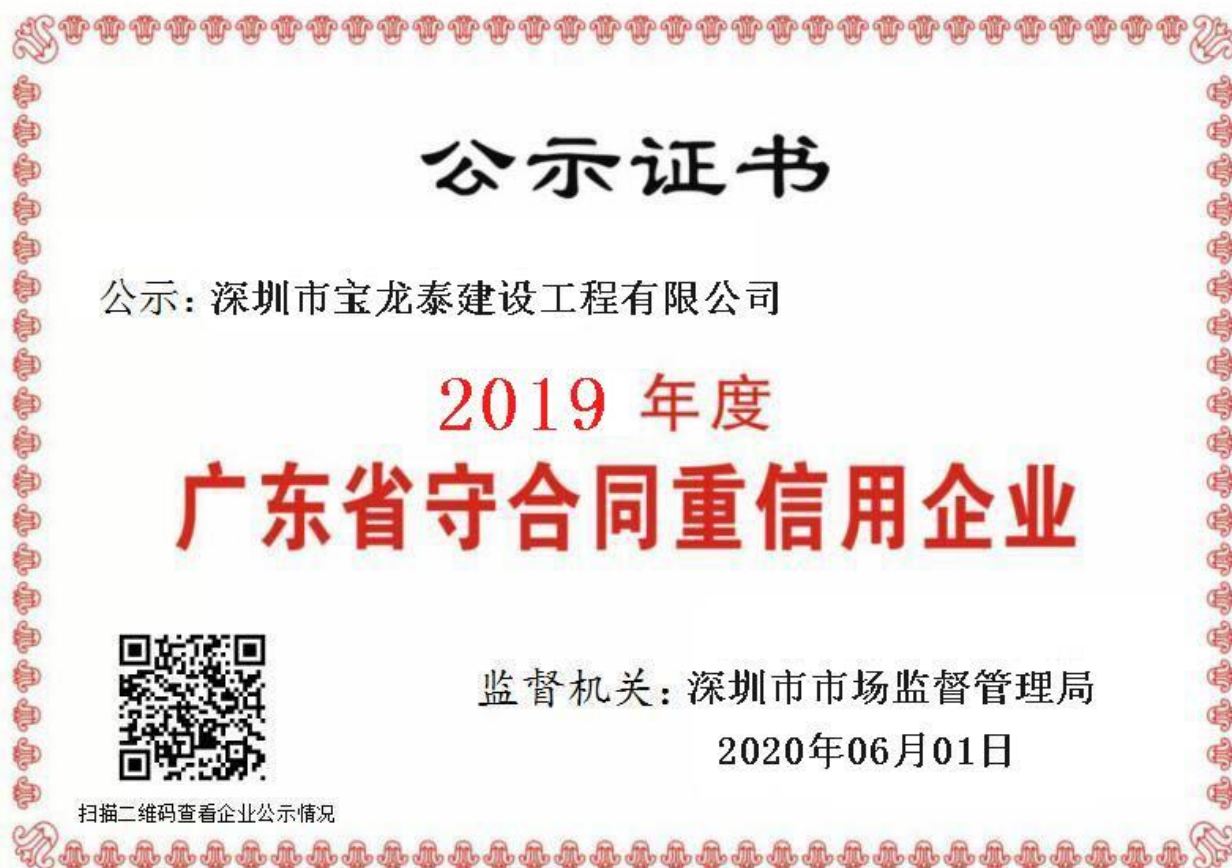 公示证书
公示：深圳市宝龙泰建设工程有限公司
2019 年度
广东省守合同重信用企业
监督机关：深圳市市场监督管理局
2020年06月01日
扫描二维码查看企业公示情况